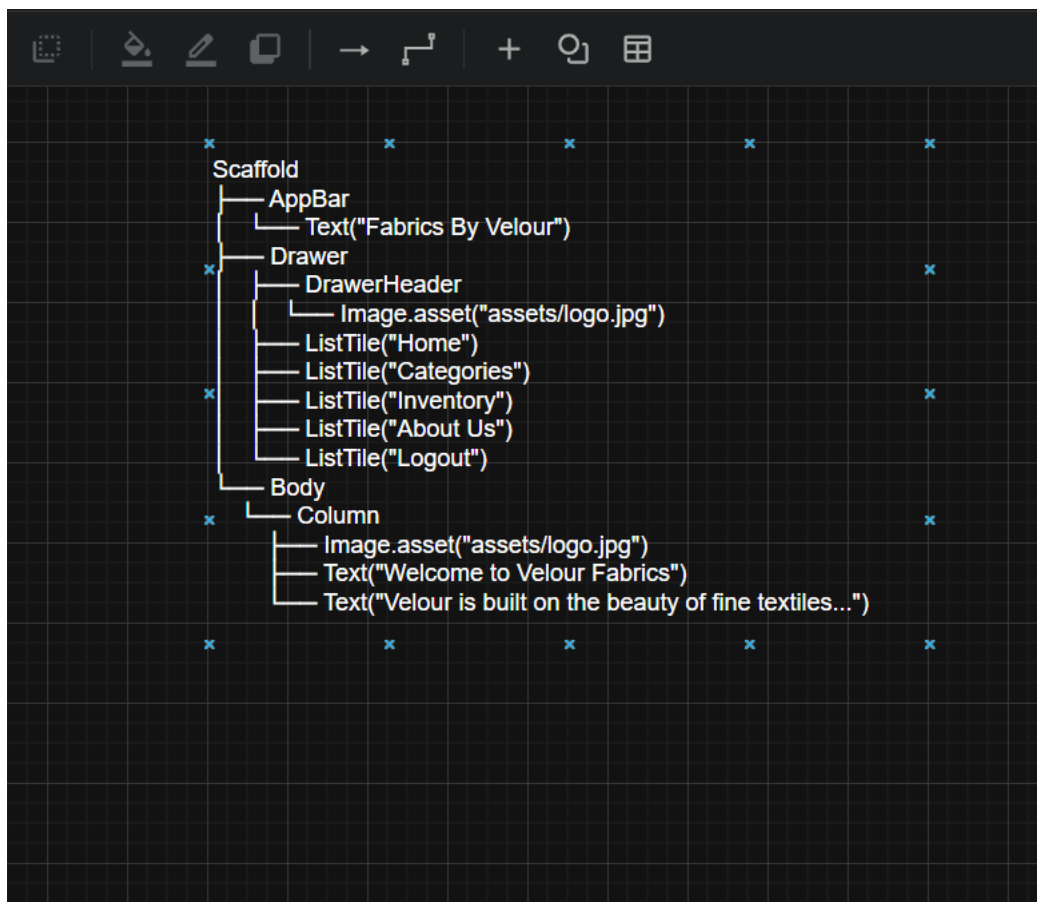 Scaffold
├── AppBar
│   └── Text("Fabrics By Velour")
├── Drawer
│   ├── DrawerHeader
│   │   └── Image.asset("assets/logo.jpg")
│   ├── ListTile("Home")
│   ├── ListTile("Categories")
│   ├── ListTile("Inventory")
│   ├── ListTile("About Us")
│   └── ListTile("Logout")
└── Body
    └── Column
        ├── Image.asset("assets/logo.jpg")
        ├── Text("Welcome to Velour Fabrics")
        └── Text("Velour is built on the beauty of fine textiles...")